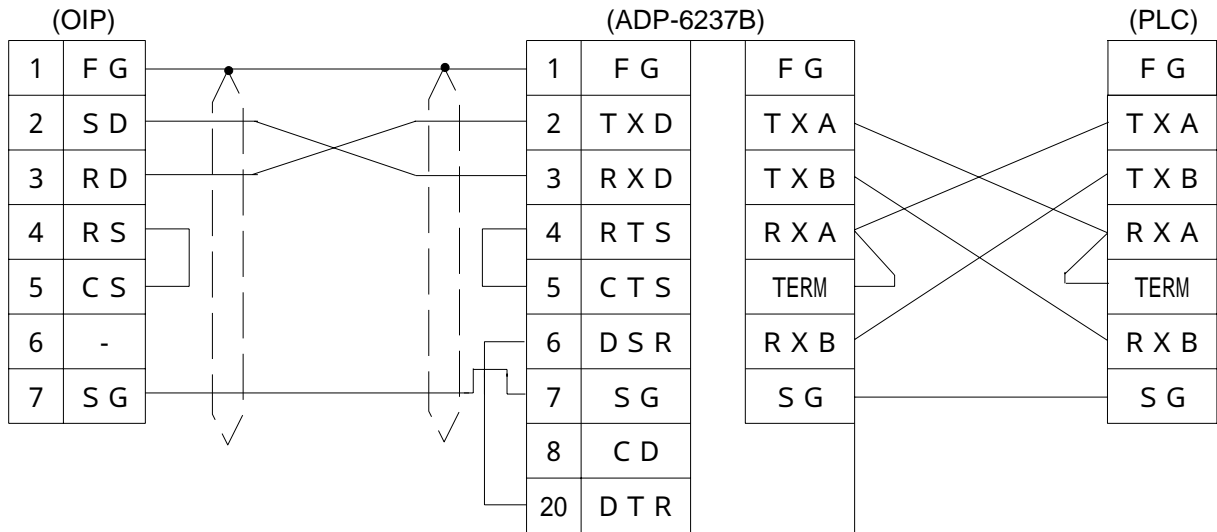 (OIP) (ADP-6237B) (PLC)
1 F G 1 F G F G F G
2 S D 2 T X D T X A T X A
3 R D 3 R X D T X B T X B
4 R S 4 R T S R X A R X A
5 C S 5 C T S TERM TERM
6 - 6 D S R R X B R X B
7 S G 7 S G S G S G
8 C D
20 D T R